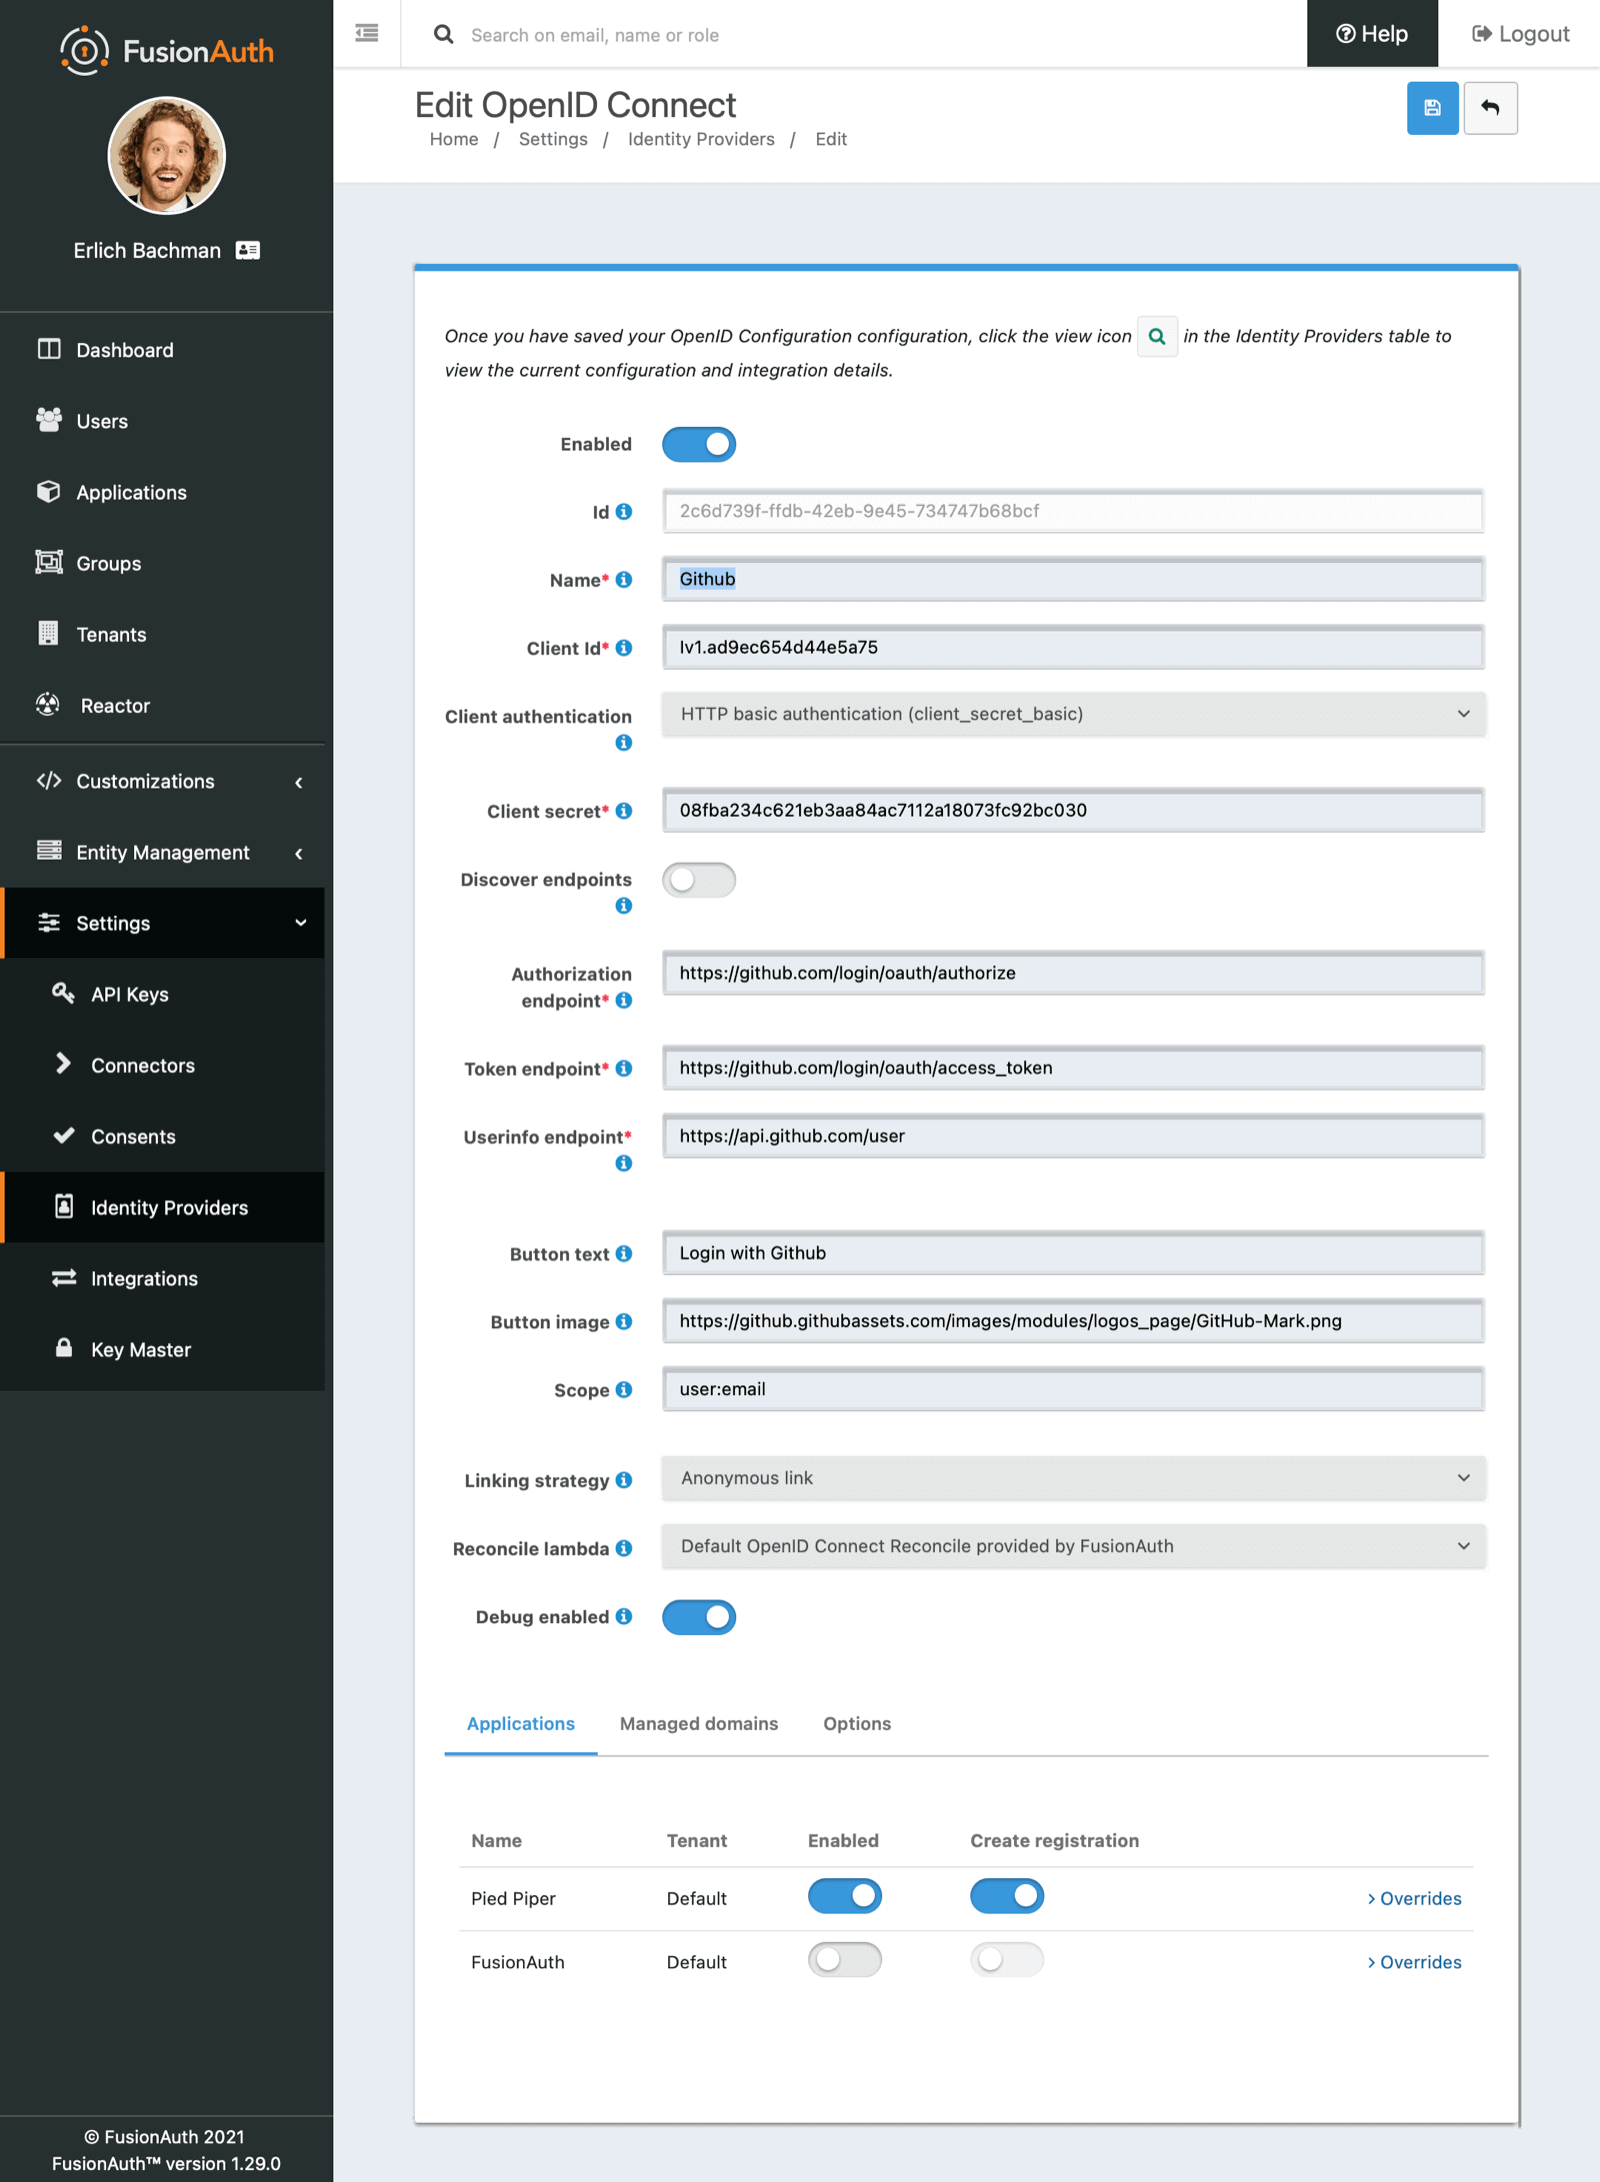 FusionAuth
Search on email, name or role
Help
Logout
Erlich Bachman
Dashboard
Users
Applications
Groups
Tenants
Reactor
Customizations
Entity Management
Settings
API Keys
Connectors
Consents
Identity Providers
Integrations
Key Master
© FusionAuth 2021
FusionAuth™ version 1.29.0
Edit OpenID Connect
Home / Settings / Identity Providers / Edit
Once you have saved your OpenID Configuration configuration, click the view icon in the Identity Providers table to
view the current configuration and integration details.
Enabled
Id 2c6d739f-ffdb-42eb-9e45-734747b68bcf
Name* Github
Client Id* Iv1.ad9ec654d44e5a75
Client authentication HTTP basic authentication (client_secret_basic)
Client secret* 08fba234c621eb3aa84ac7112a18073fc92bc030
Discover endpoints
Authorization
endpoint* https://github.com/login/oauth/authorize
Token endpoint* https://github.com/login/oauth/access_token
Userinfo endpoint* https://api.github.com/user
Button text Login with Github
Button image https://github.githubassets.com/images/modules/logos_page/GitHub-Mark.png
Scope user:email
Linking strategy Anonymous link
Reconcile lambda Default OpenID Connect Reconcile provided by FusionAuth
Debug enabled
Applications Managed domains Options
Name Tenant Enabled Create registration
Pied Piper Default > Overrides
FusionAuth Default > Overrides